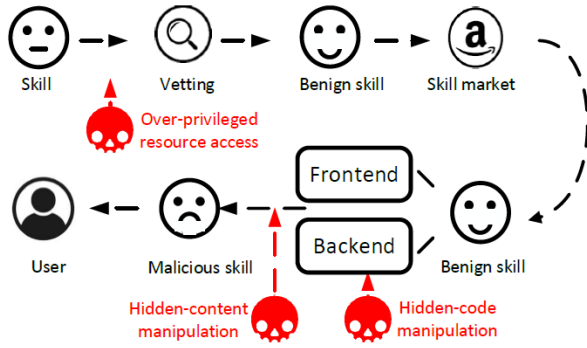 a
Skill
Vetting
Benign skill
Skill market
Over-privileged
resource access
Frontend
Backend
User
Malicious skill
Benign skill
Hidden-content
manipulation
Hidden-code
manipulation